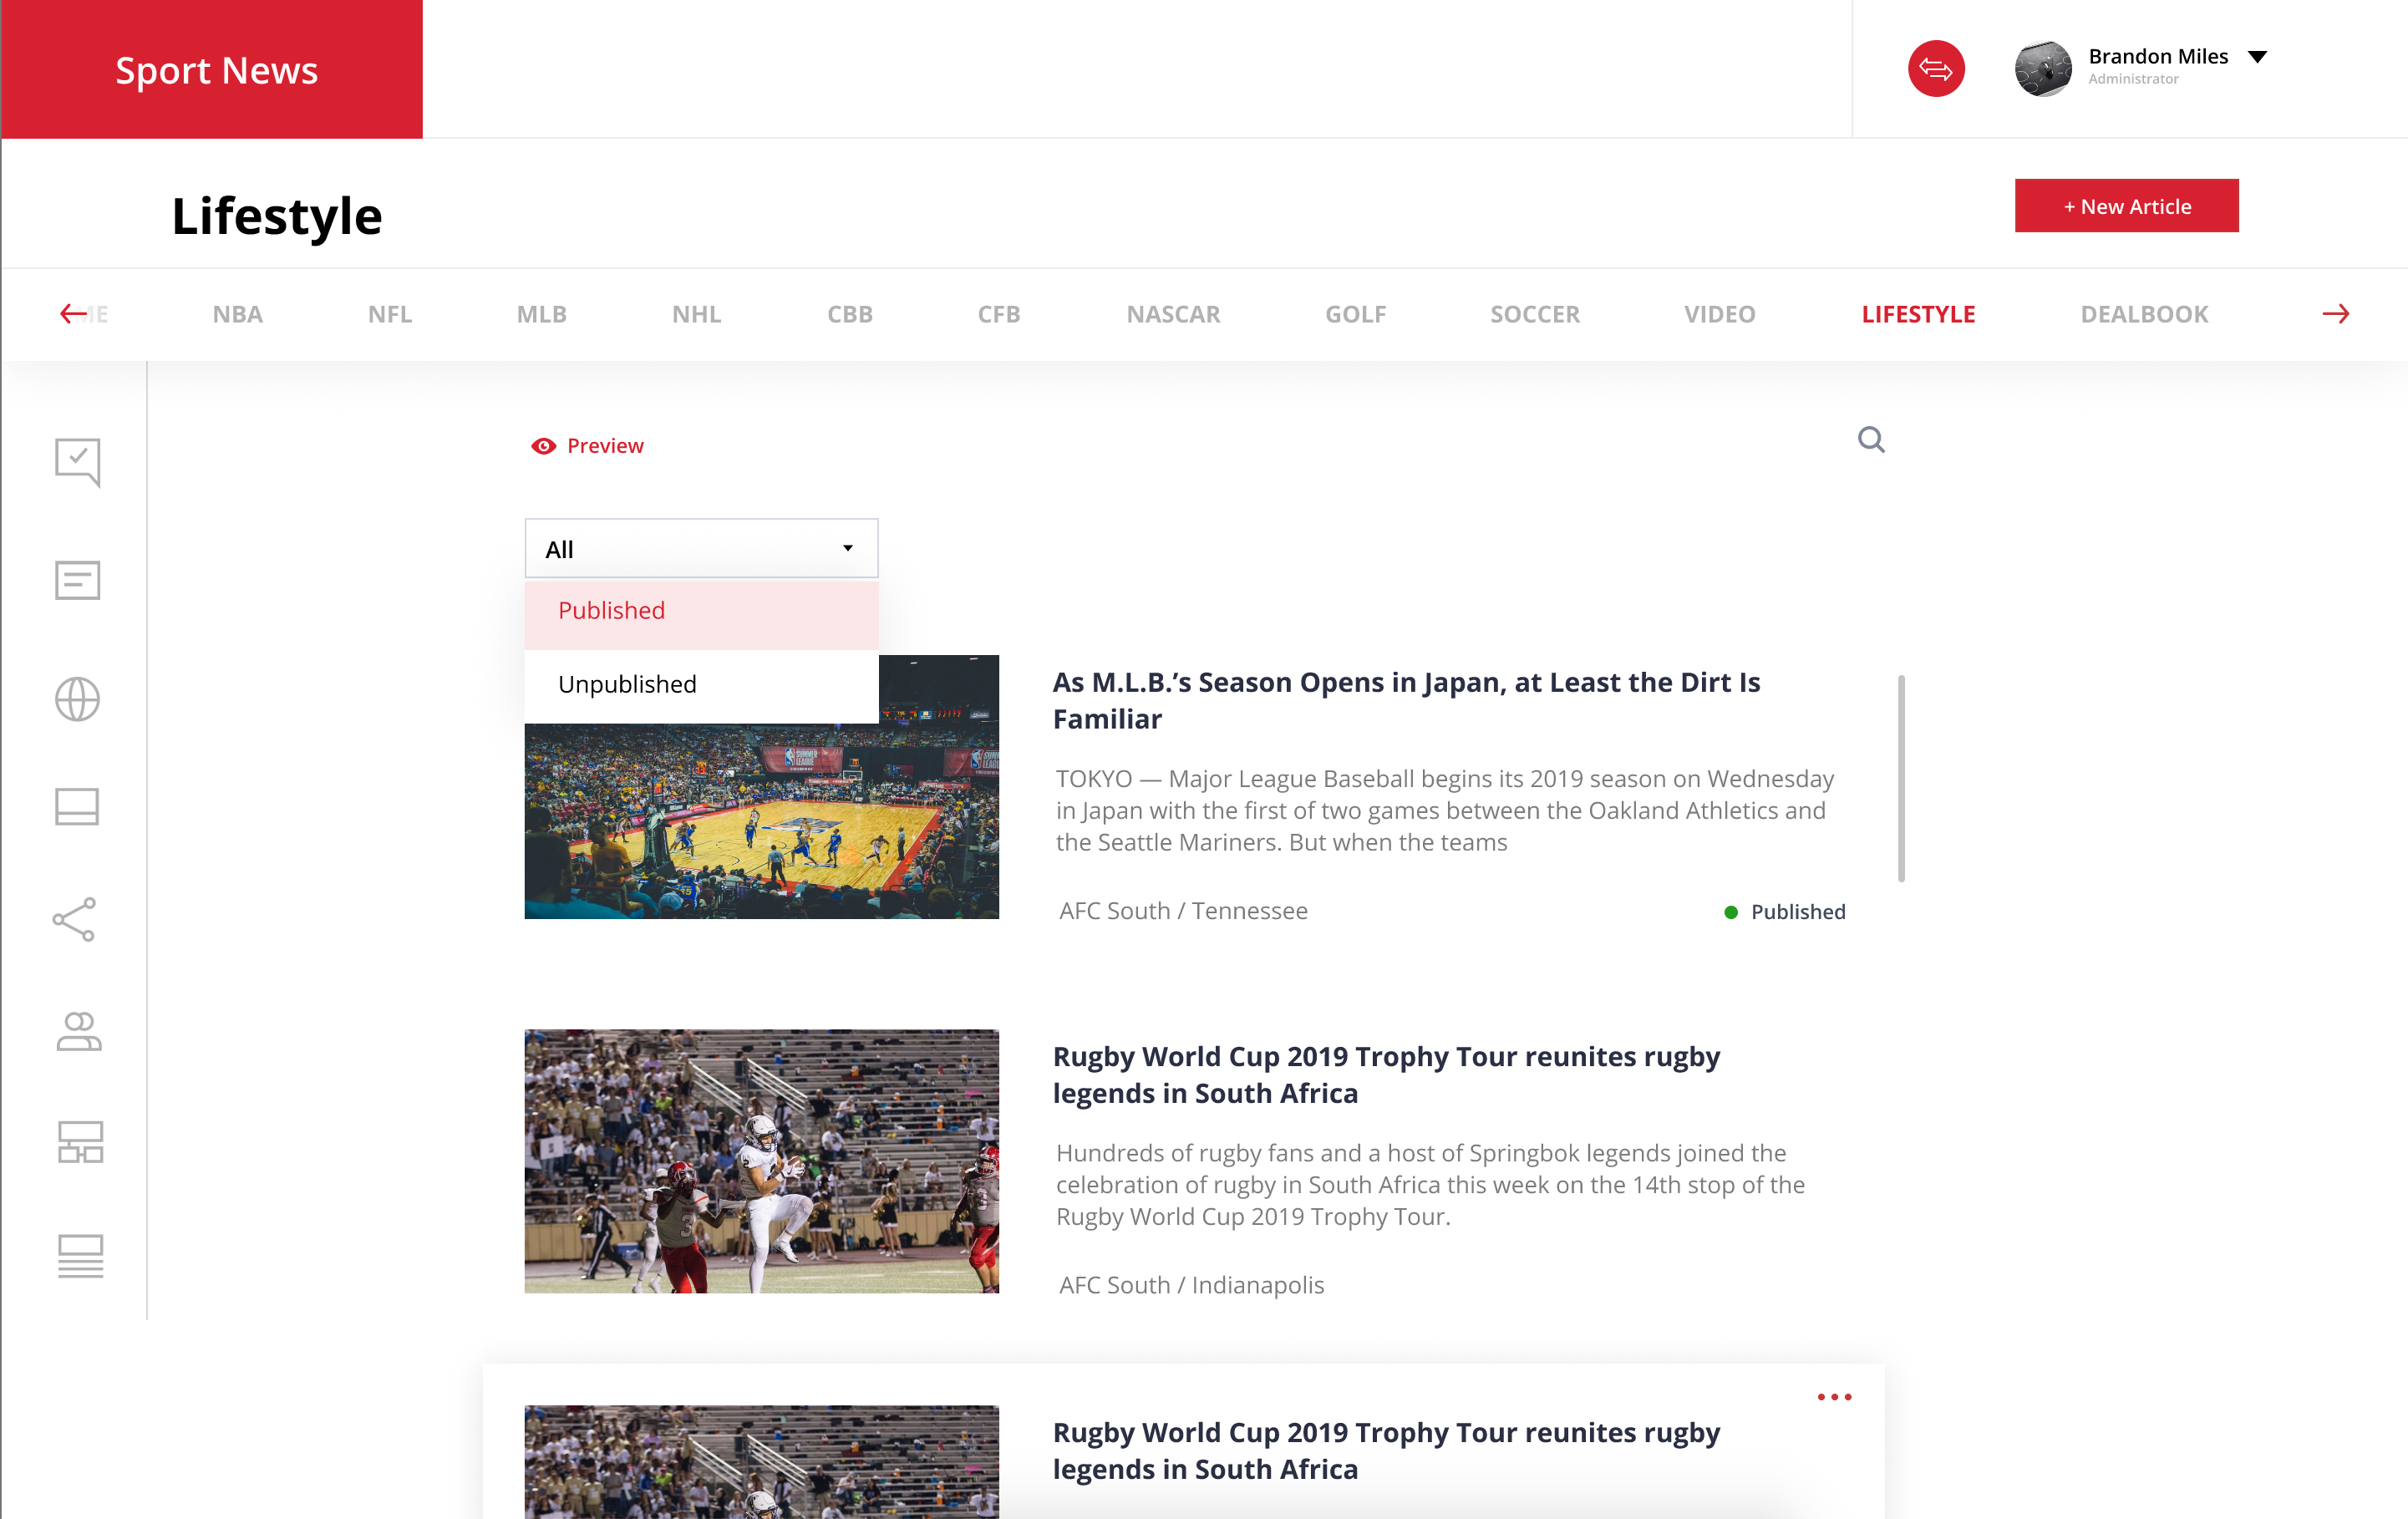 Sport News
Brandon Miles
Administrator
Lifestyle
+ New Article
NBA NFL MLB NHL CBB CFB NASCAR GOLF SOCCER VIDEO LIFESTYLE DEALBOOK
Preview
All
Published
Unpublished
As M.L.B.’s Season Opens in Japan, at Least the Dirt Is
Familiar
TOKYO — Major League Baseball begins its 2019 season on Wednesday
in Japan with the first of two games between the Oakland Athletics and
the Seattle Mariners. But when the teams
AFC South / Tennessee
Published
Rugby World Cup 2019 Trophy Tour reunites rugby
legends in South Africa
Hundreds of rugby fans and a host of Springbok legends joined the
celebration of rugby in South Africa this week on the 14th stop of the
Rugby World Cup 2019 Trophy Tour.
AFC South / Indianapolis
Rugby World Cup 2019 Trophy Tour reunites rugby
legends in South Africa